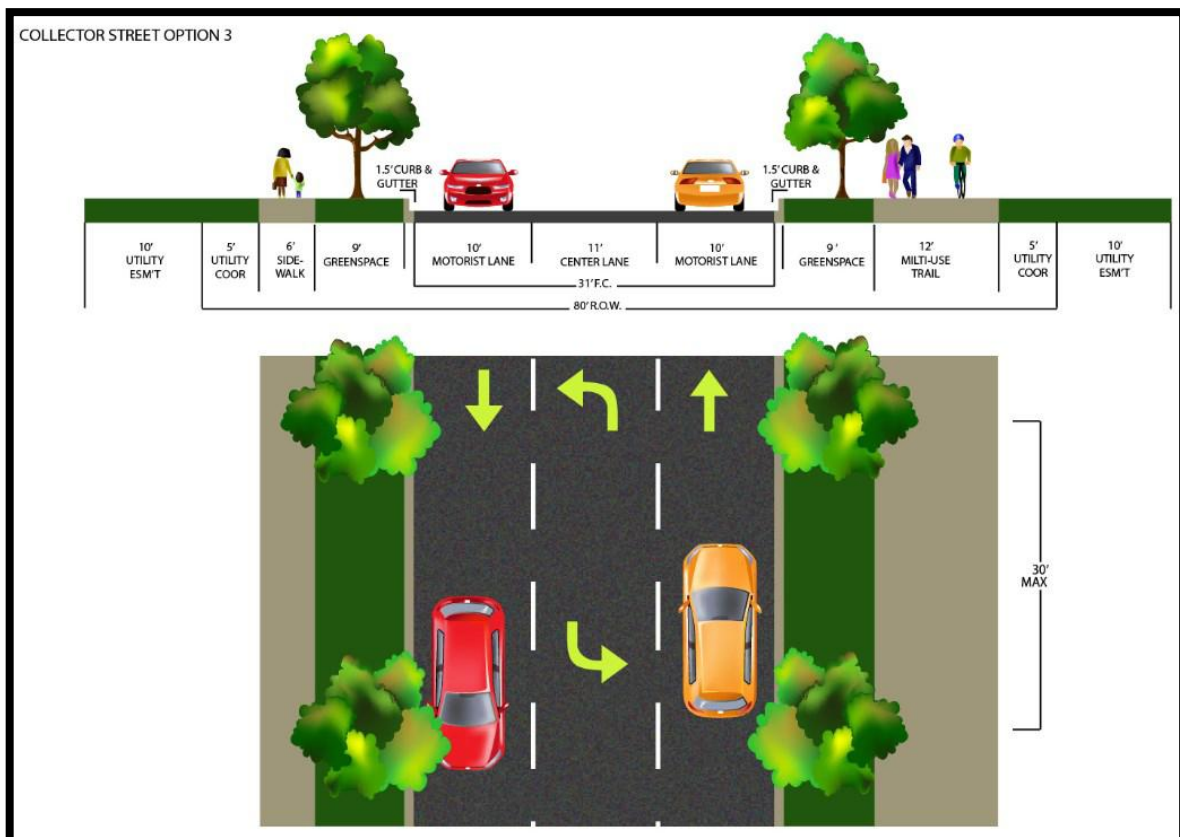 COLLECTOR STREET OPTION 3
1.5' CURB &
GUTTER
1.5' CURB &
GUTTER
10'
UTILITY
ESM'T
5'
UTILITY
COOR
6'
SIDE-
WALK
9'
GREENSPACE
10'
MOTORIST LANE
11'
CENTER LANE
10'
MOTORIST LANE
9'
GREENSPACE
12'
MILTI-USE
TRAIL
5'
UTILITY
COOR
10'
UTILITY
ESM'T
31' F.C.
80' R.O.W.
30'
MAX